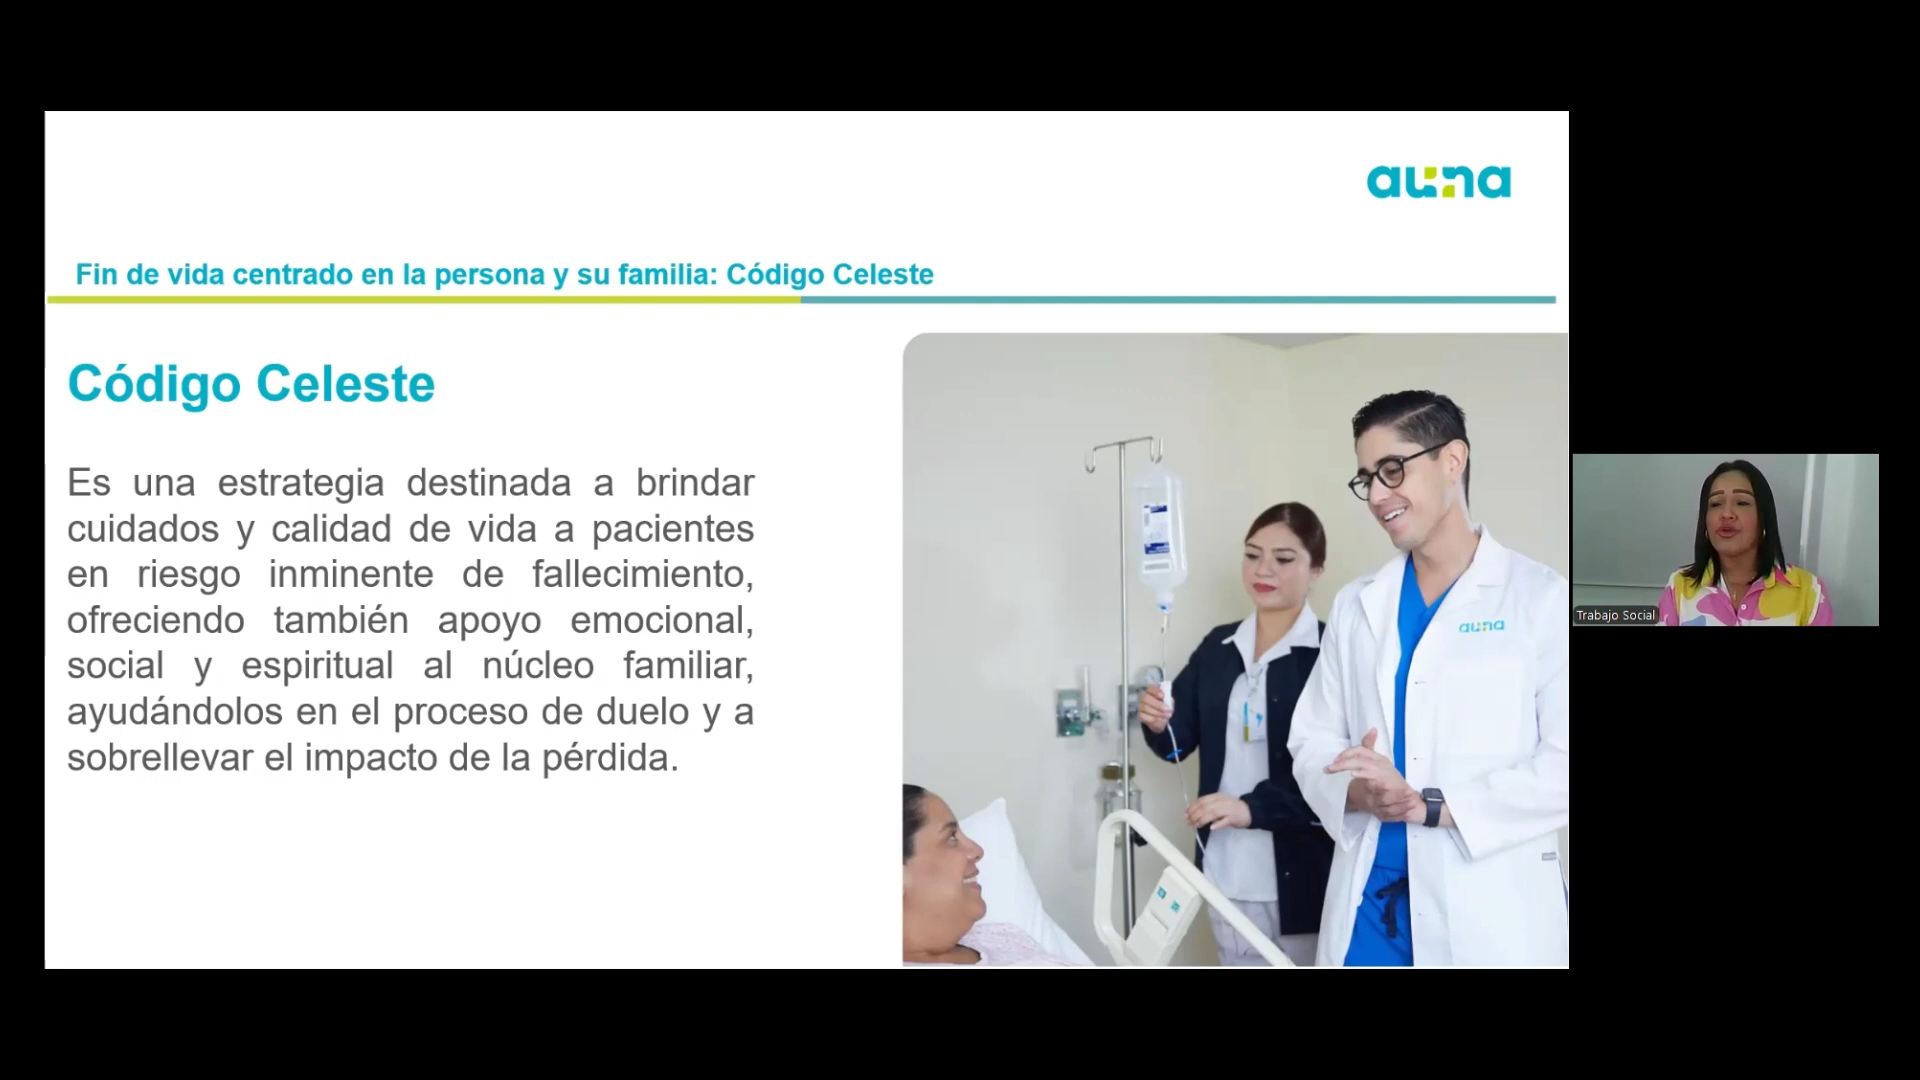 auna
Fin de vida centrado en la persona y su familia: Código Celeste
Código Celeste
Es una estrategia destinada a brindar
cuidados y calidad de vida a pacientes
en riesgo inminente de fallecimiento,
ofreciendo también apoyo emocional,
social y espiritual al núcleo familiar,
ayudándolos en el proceso de duelo y a
sobrellevar el impacto de la pérdida.
auna
Trabajo Social